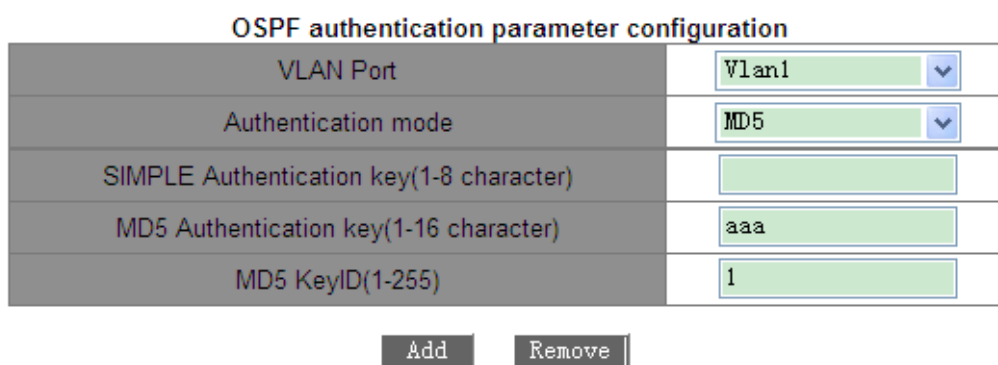 OSPF authentication parameter configuration
VLAN Port Vlan1
Authentication mode MD5
SIMPLE Authentication key(1-8 character)
MD5 Authentication key(1-16 character) aaa
MD5 KeyID(1-255) 1
Add Remove